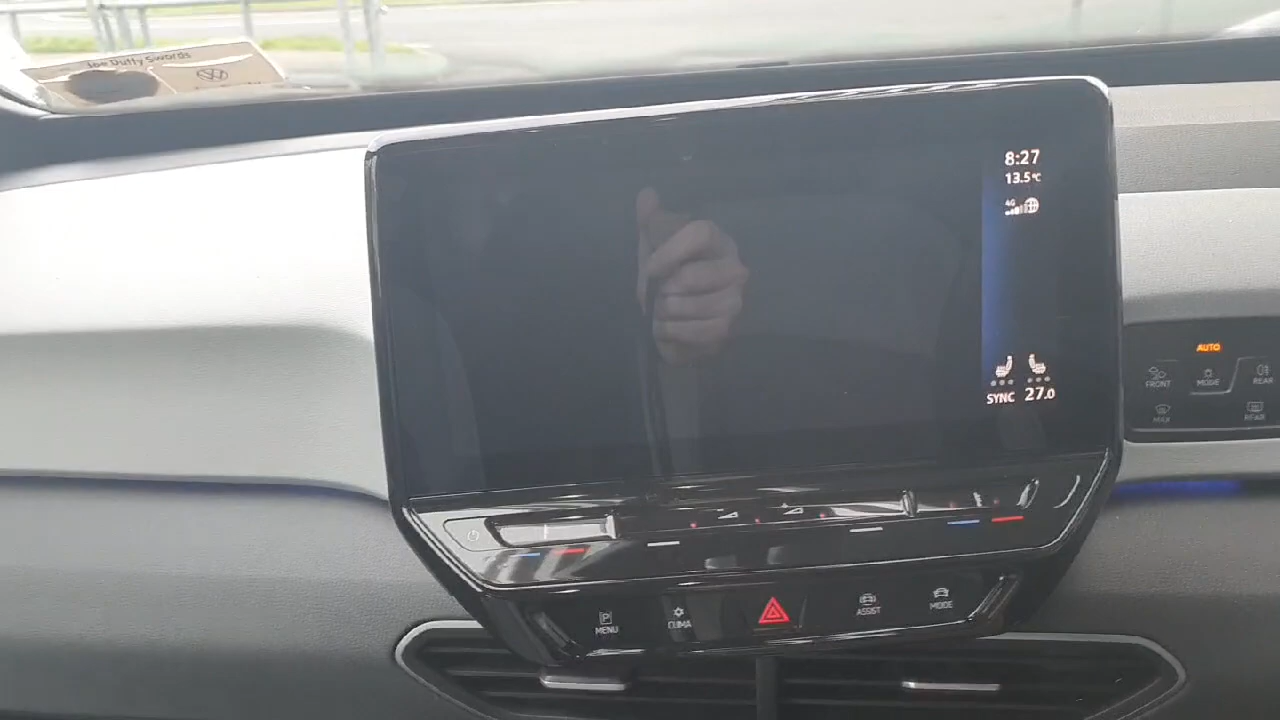 Joe Duffy Swords
8:27
13.5°C
4G
SYNC 27.0
AUTO
FRONT
MODE
REAR
MAX
REAR
P
MENU
CLIMA
ASSIST
MODE